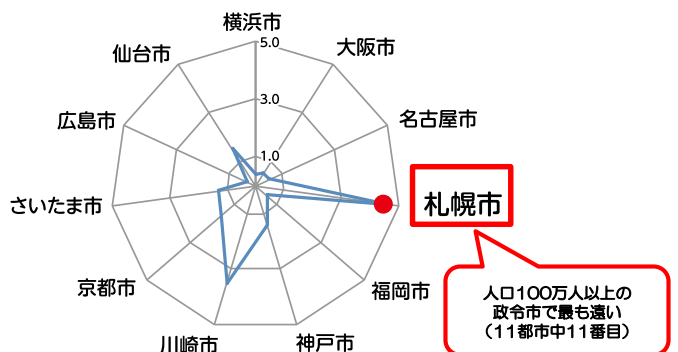 横浜市
5.0
大阪市
仙台市
3.0
広島市
名古屋市
1.0
さいたま市
札幌市
京都市
福岡市
川崎市
神戸市
人口100万人以上の
政令市で最も遠い
（11都市中11番目）